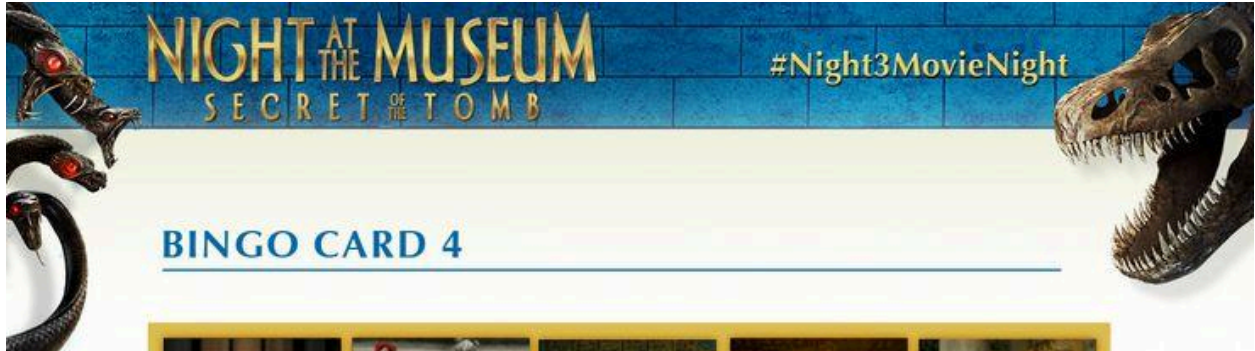 NIGHT AT THE MUSEUM
SECRET OF THE TOMB
#Night3MovieNight
BINGO CARD 4